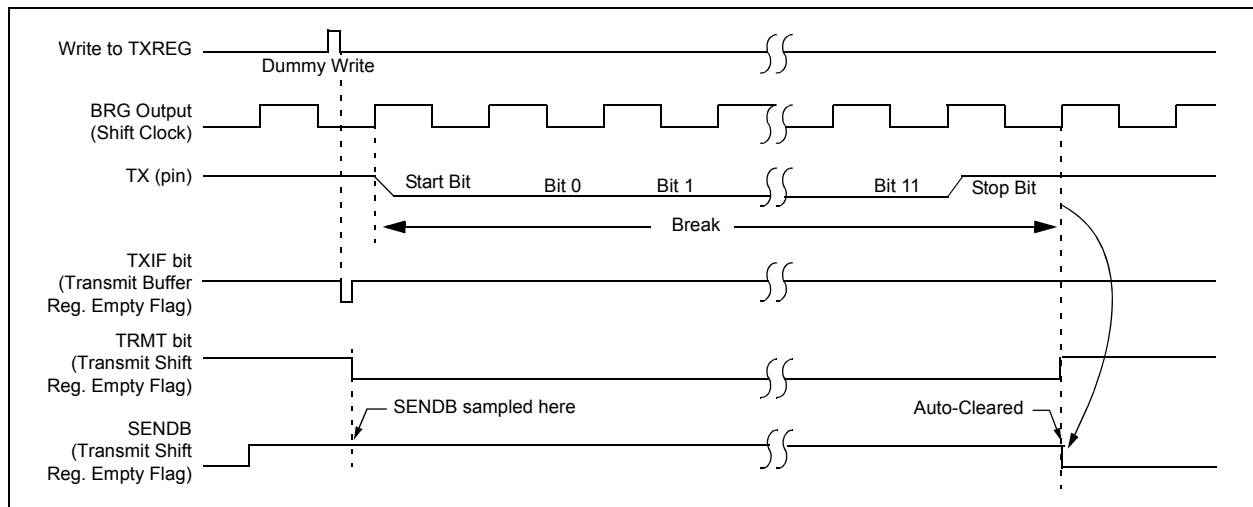 Write to TXREG
Dummy Write
BRG Output
(Shift Clock)
TX (pin)
Start Bit
Bit 0
Bit 1
Bit 11
Stop Bit
Break
TXIF bit
(Transmit Buffer
Reg. Empty Flag)
TRMT bit
(Transmit Shift
Reg. Empty Flag)
SENDB sampled here
Auto-Cleared
SENDB
(Transmit Shift
Reg. Empty Flag)